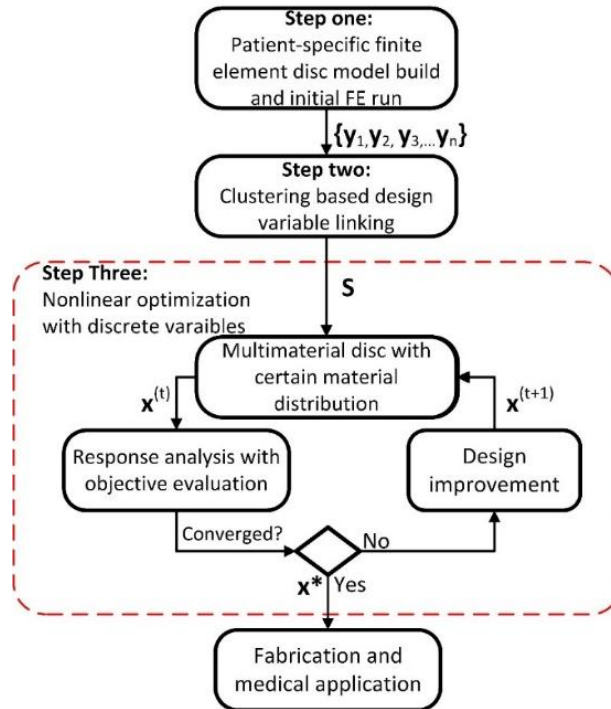 Step one:
Patient-specific finite
element disc model build
and initial FE run
{y1,y2, y3,...yn}
Step two:
Clustering based design
variable linking
Step Three:
Nonlinear optimization
with discrete varaibles
S
Multimaterial disc with
certain material
distribution
x(t)
x(t+1)
Response analysis with
objective evaluation
Design
improvement
Converged?
No
x* Yes
Fabrication and
medical application